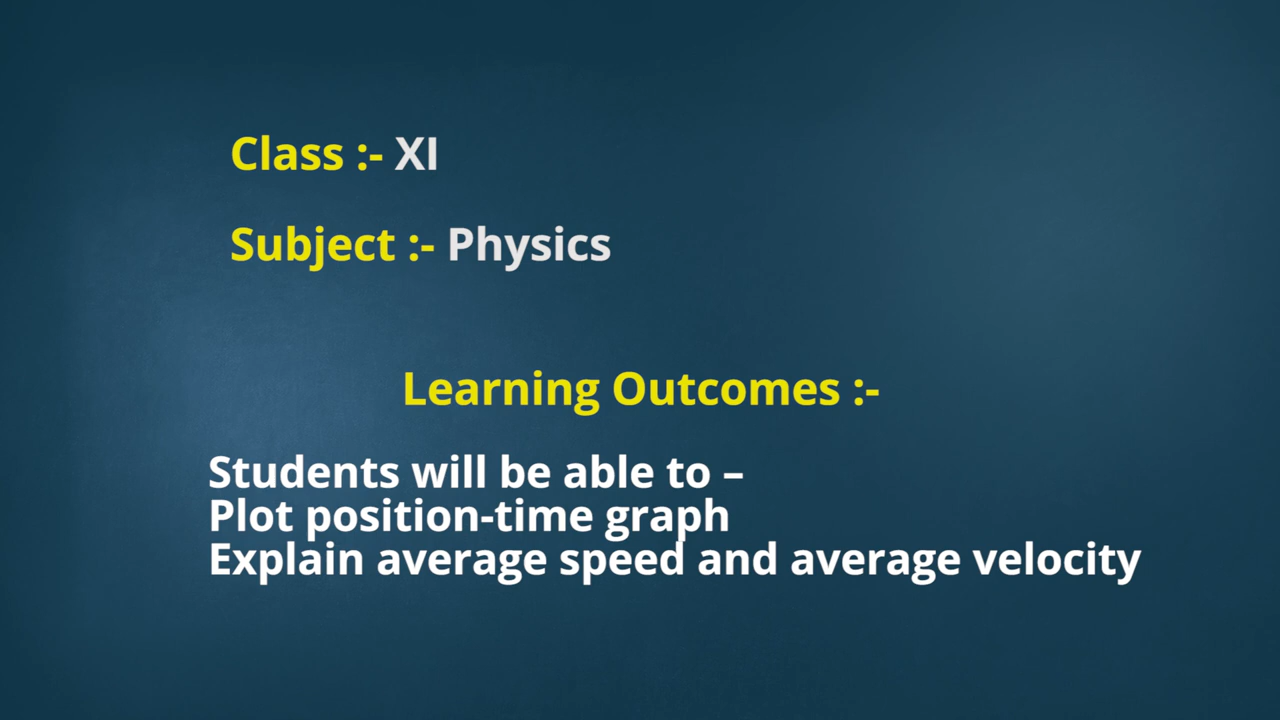 Class :- XI
Subject :- Physics
Learning Outcomes :-
Students will be able to –
Plot position-time graph
Explain average speed and average velocity